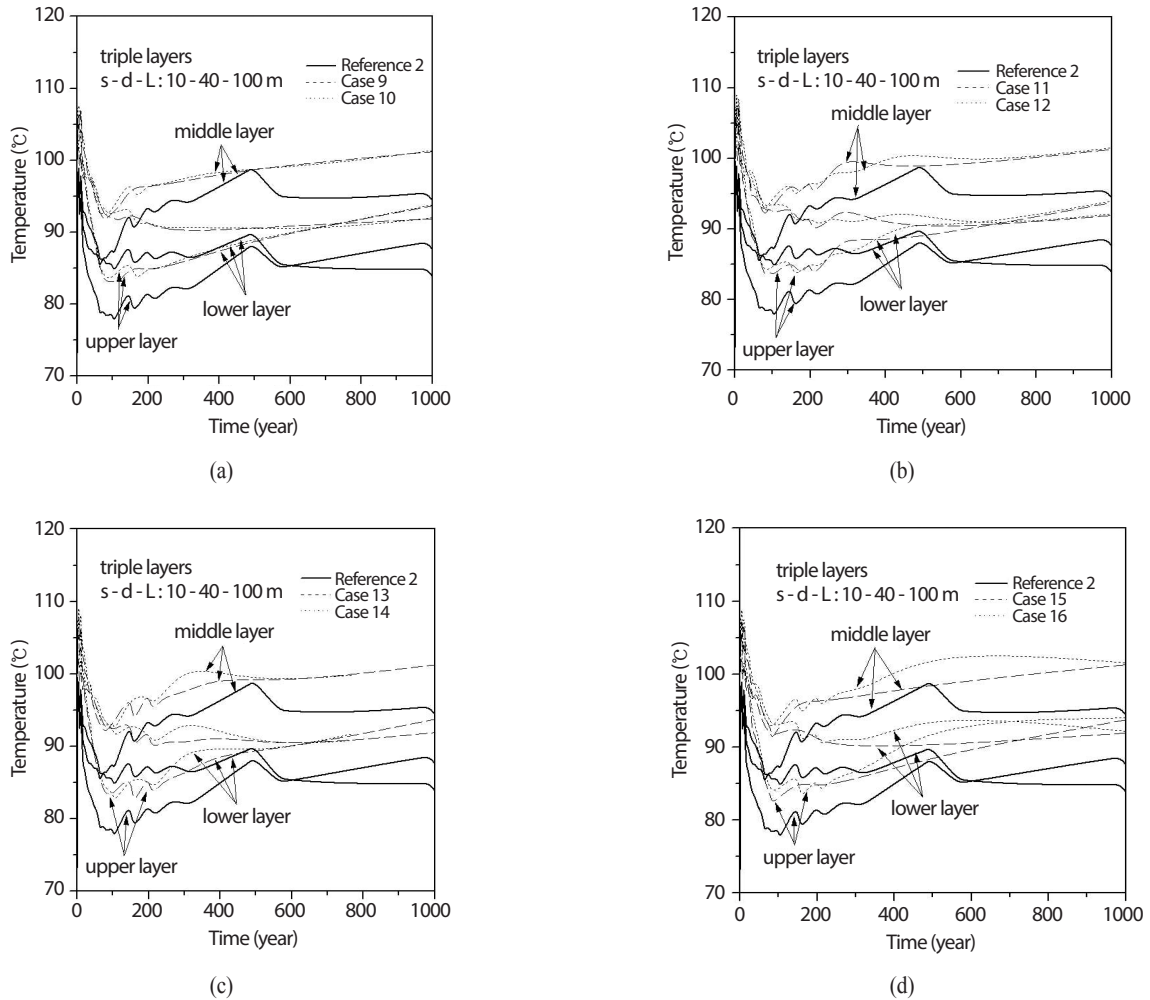 120
110
100
90
80
70
Temperature (℃)
triple layers
s - d - L : 10 - 40 - 100 m
Reference 2
Case 9
Case 10
middle layer
lower layer
upper layer
0 200 400 600 800 1000
Time (year)
(a)
120
110
100
90
80
70
Temperature (℃)
triple layers
s - d - L : 10 - 40 - 100 m
Reference 2
Case 11
Case 12
middle layer
lower layer
upper layer
0 200 400 600 800 1000
Time (year)
(b)
120
110
100
90
80
70
Temperature (℃)
triple layers
s - d - L : 10 - 40 - 100 m
Reference 2
Case 13
Case 14
middle layer
lower layer
upper layer
0 200 400 600 800 1000
Time (year)
(c)
120
110
100
90
80
70
Temperature (℃)
triple layers
s - d - L : 10 - 40 - 100 m
Reference 2
Case 15
Case 16
middle layer
lower layer
upper layer
0 200 400 600 800 1000
Time (year)
(d)